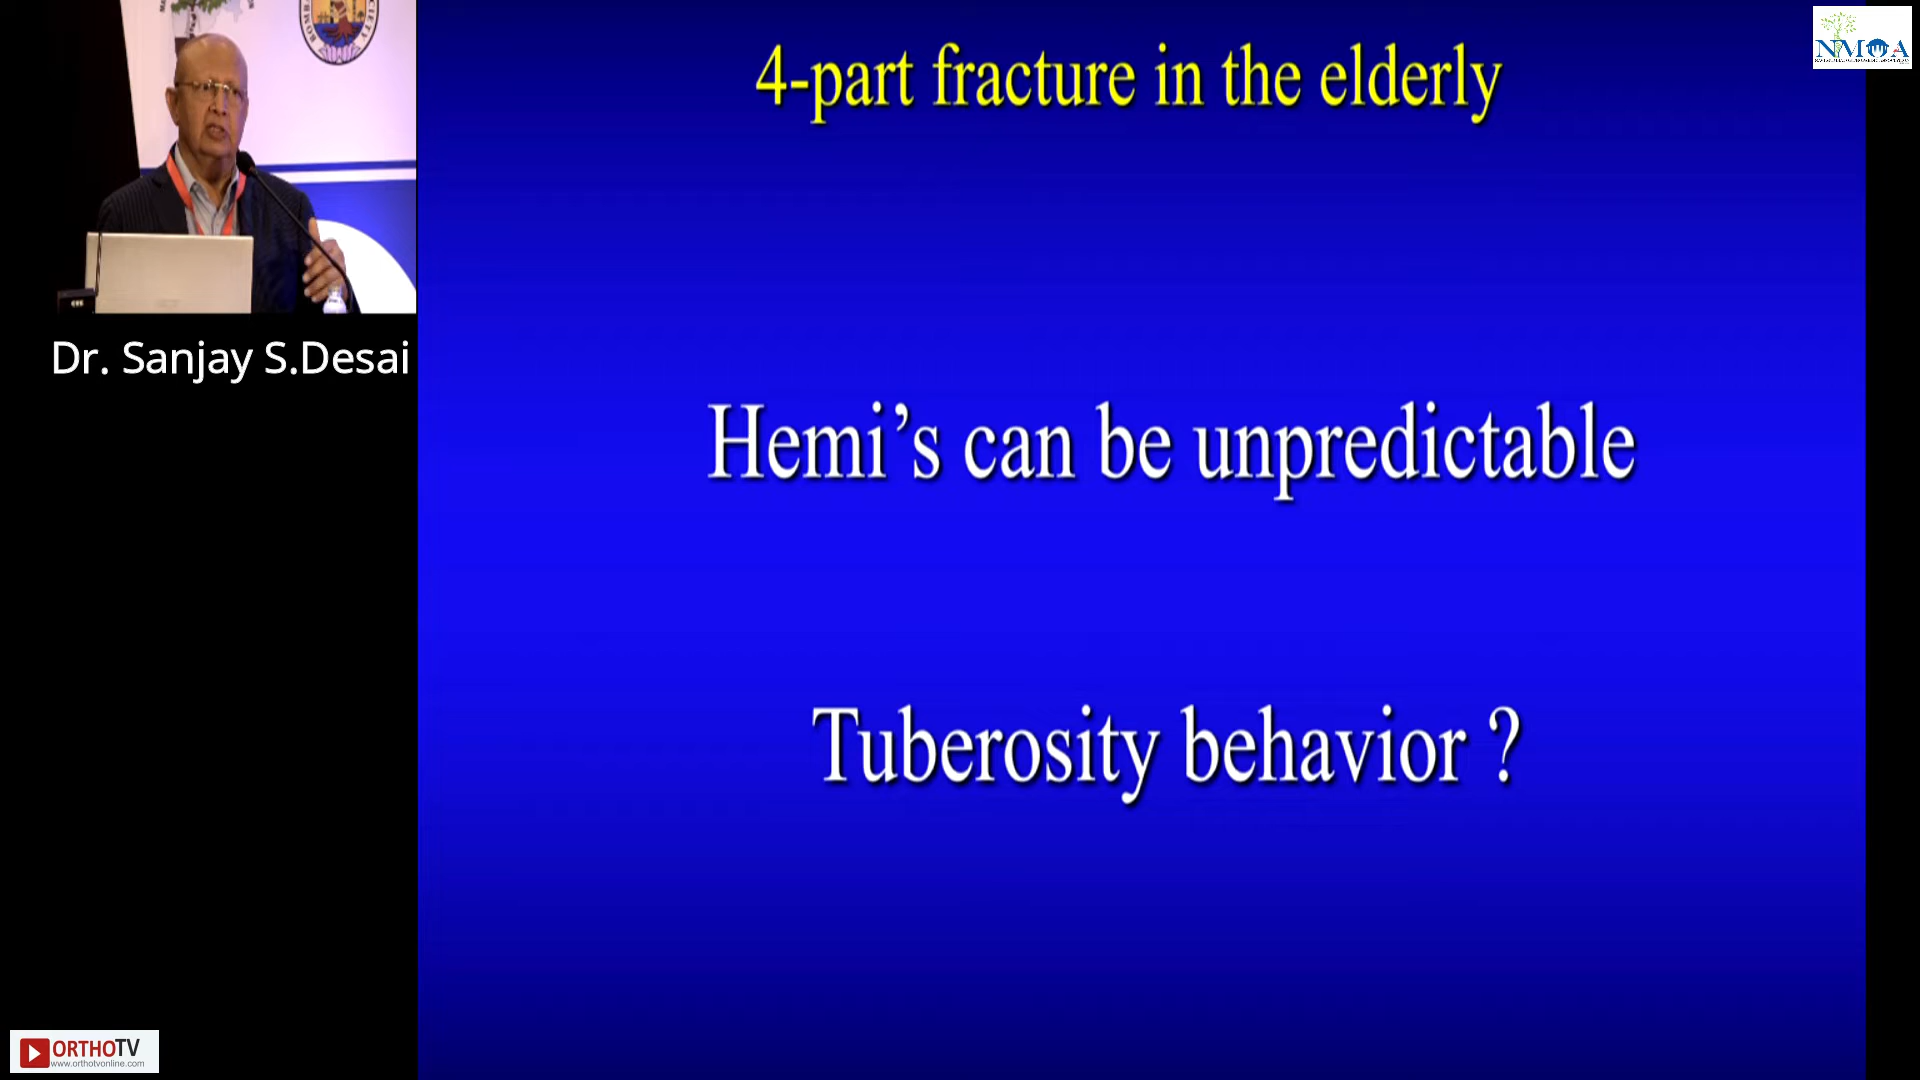 4-part fracture in the elderly
NMOA
Dr. Sanjay S.Desai
Hemi’s can be unpredictable
Tuberosity behavior ?
ORTHOTV
www.orthotvonline.com